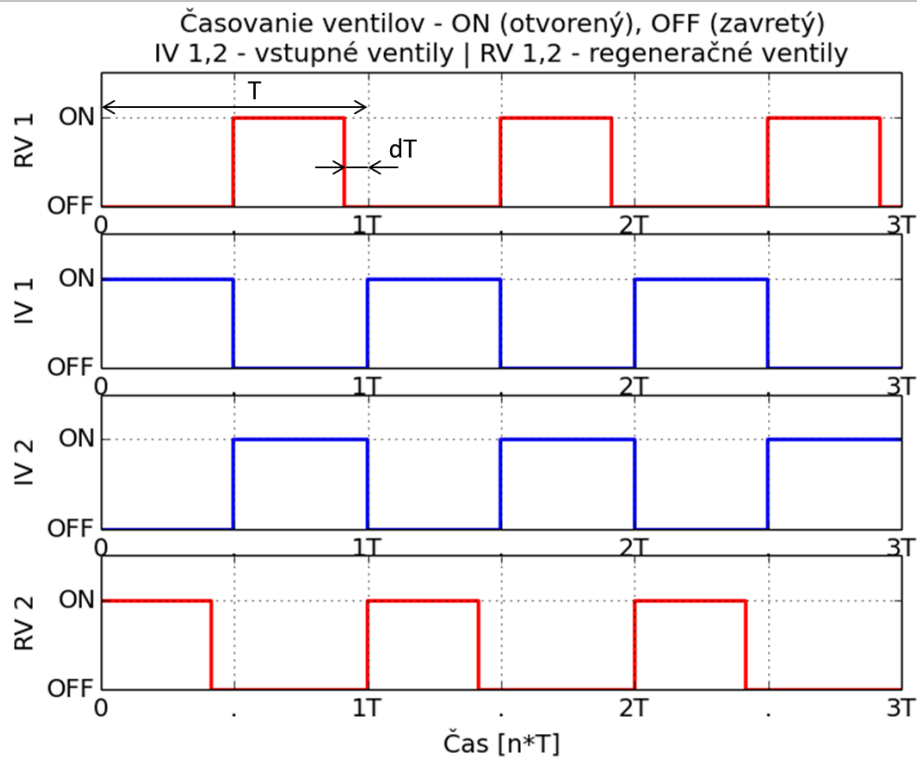 Časovanie ventilov - ON (otvorený), OFF (zavretý)
IV 1,2 - vstupné ventily | RV 1,2 - regeneračné ventily
T
ON
dT
RV 1
OFF
0
1T
2T
3T
ON
IV 1
OFF
0
1T
2T
3T
ON
IV 2
OFF
0
1T
2T
3T
ON
RV 2
OFF
0 . 1T . 2T . 3T
Čas [n*T]